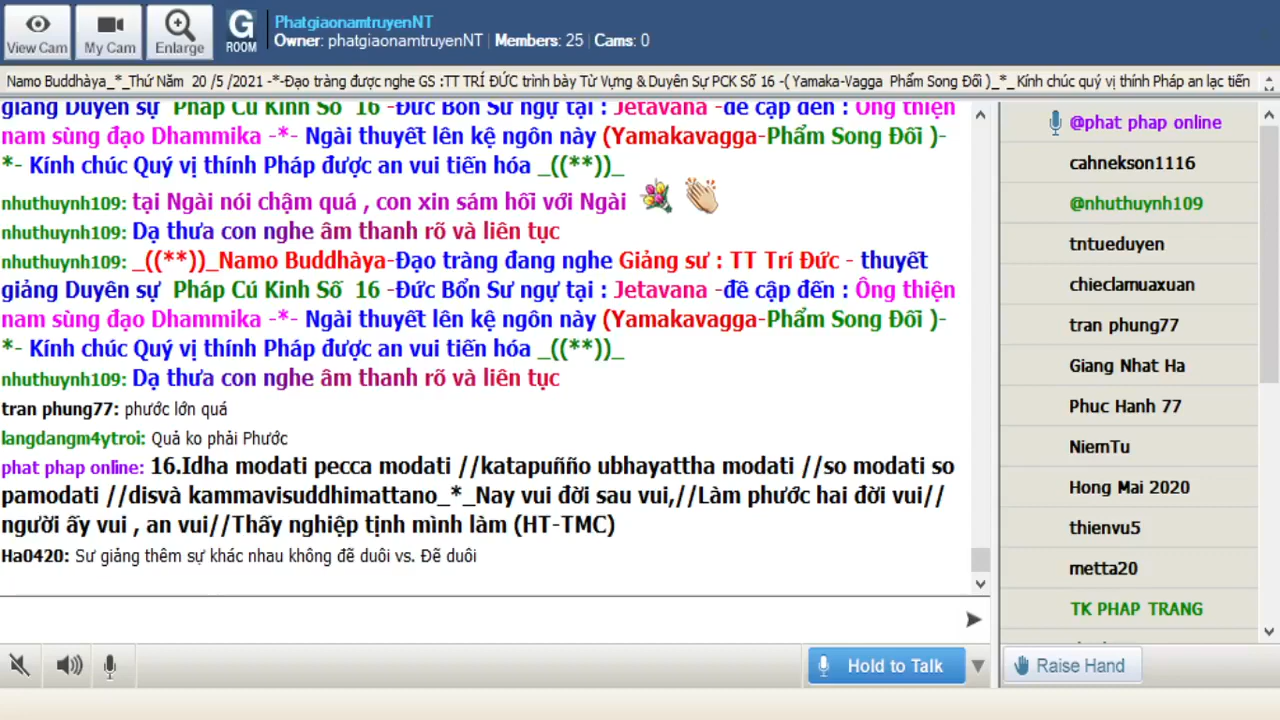 View Cam
My Cam
Enlarge
G
ROOM
PhatgiaonamtruyenNT
Owner: phatgiaonamtruyenNT | Members: 25 | Cams: 0
Namo Buddhàya_*_Thứ Năm 20 /5 /2021 -*-Đạo tràng được nghe GS :TT TRÍ ĐỨC trình bày Từ Vựng & Duyên Sự PCK Số 16 -( Yamaka-Vagga Phẩm Song Đối )_*_ Kính chúc quý vị thính Pháp an lạc tiến
giảng Duyên sự Pháp Cú Kinh Số 16 -Đức Bổn Sư ngự tại : Jetavana -đề cập đến : Ông thiện
nam sùng đạo Dhammika -*- Ngài thuyết lên kệ ngôn này (Yamakavagga-Phẩm Song Đối )-
*- Kính chúc Quý vị thính Pháp được an vui tiến hóa _((**))_
nhuthuynh109: tại Ngài nói chậm quá , con xin sám hối với Ngài
nhuthuynh109: Dạ thưa con nghe âm thanh rõ và liên tục
nhuthuynh109: _((**))_Namo Buddhàya-Đạo tràng đang nghe Giảng sư : TT Trí Đức - thuyết
giảng Duyên sự Pháp Cú Kinh Số 16 -Đức Bổn Sư ngự tại : Jetavana -đề cập đến : Ông thiện
nam sùng đạo Dhammika -*- Ngài thuyết lên kệ ngôn này (Yamakavagga-Phẩm Song Đối )-
*- Kính chúc Quý vị thính Pháp được an vui tiến hóa _((**))_
nhuthuynh109: Dạ thưa con nghe âm thanh rõ và liên tục
tran phung77: phước lớn quá
langdangm4ytroi: Quả ko phải Phước
phat phap online: 16.Idha modati pecca modati //katapuñño ubhayattha modati //so modati so
pamodati //disvà kammavisuddhimattano_*_Nay vui đời sau vui,//Làm phước hai đời vui//
người ấy vui , an vui//Thấy nghiệp tịnh mình làm (HT-TMC)
Ha0420: Sư giảng thêm sự khác nhau không đễ duôi vs. Đễ duôi
@phat phap online
cahnekson1116
@nhuthuynh109
tntueduyen
chieclamuaxuan
tran phung77
Giang Nhat Ha
Phuc Hanh 77
NiemTu
Hong Mai 2020
thienvu5
metta20
TK PHAP TRANG
Hold to Talk
Raise Hand